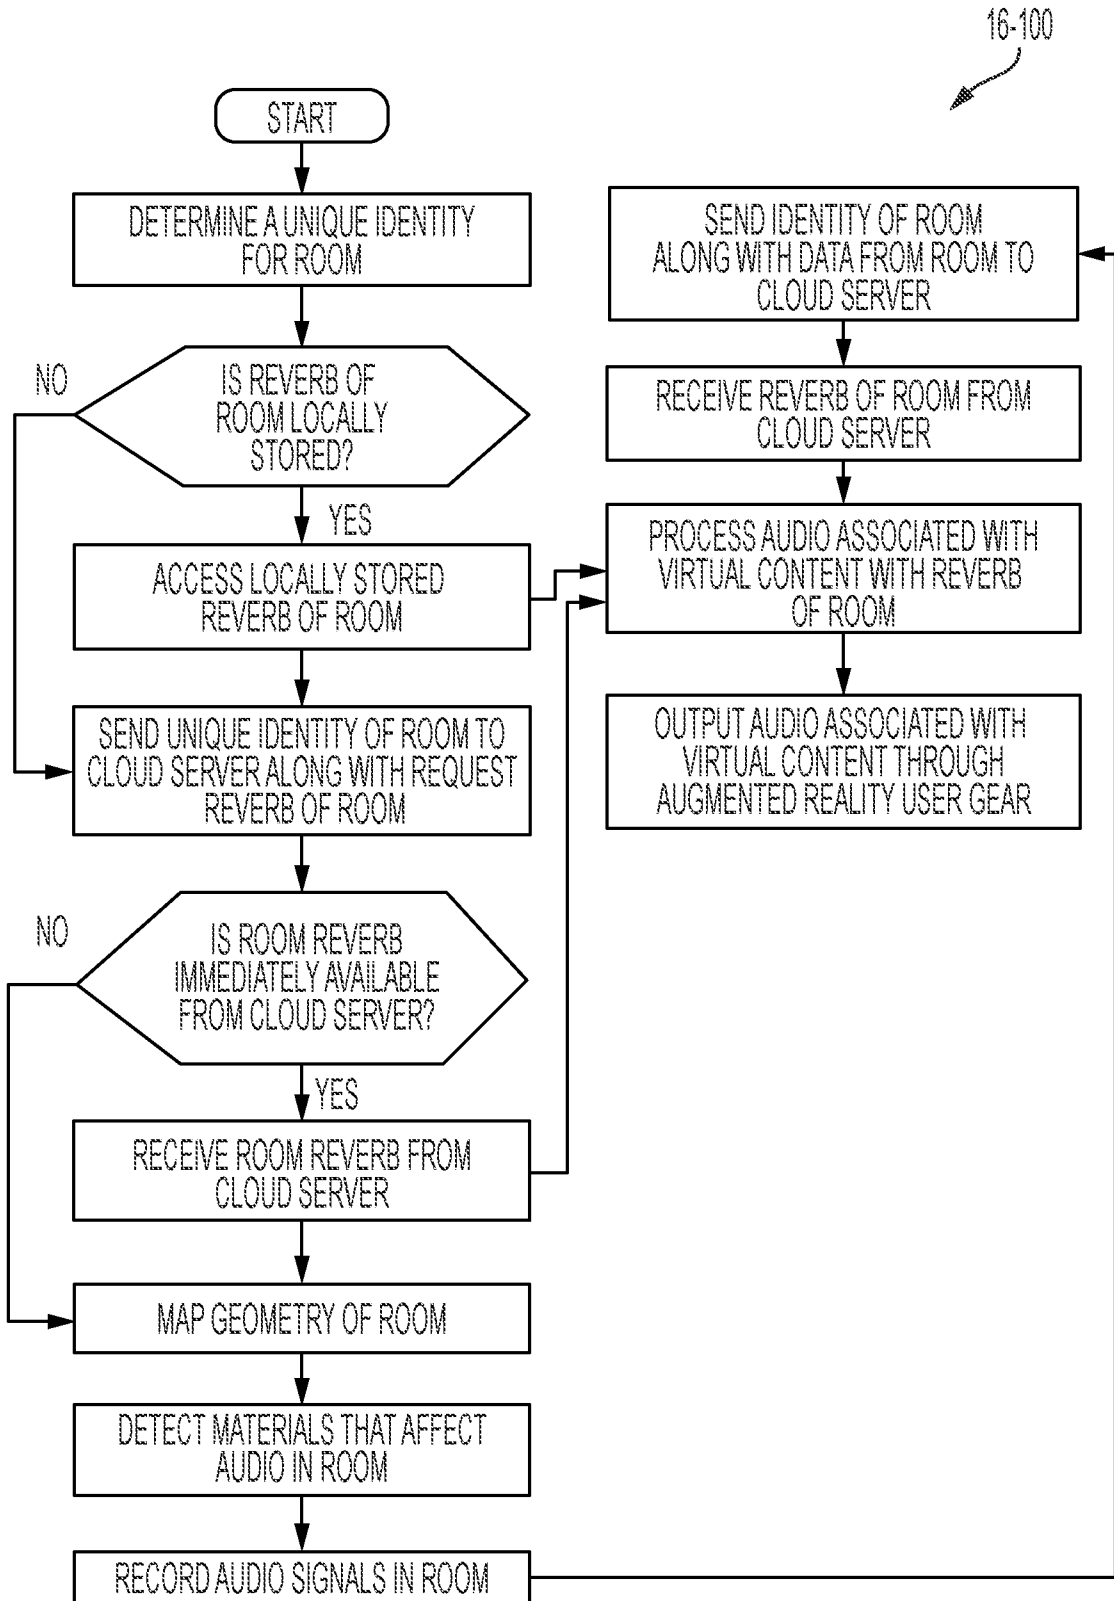 16-100
START
DETERMINE A UNIQUE IDENTITY
FOR ROOM
NO
IS REVERB OF
ROOM LOCALLY
STORED?
YES
ACCESS LOCALLY STORED
REVERB OF ROOM
SEND UNIQUE IDENTITY OF ROOM TO
CLOUD SERVER ALONG WITH REQUEST
REVERB OF ROOM
NO
IS ROOM REVERB
IMMEDIATELY AVAILABLE
FROM CLOUD SERVER?
YES
RECEIVE ROOM REVERB FROM
CLOUD SERVER
MAP GEOMETRY OF ROOM
DETECT MATERIALS THAT AFFECT
AUDIO IN ROOM
RECORD AUDIO SIGNALS IN ROOM
SEND IDENTITY OF ROOM
ALONG WITH DATA FROM ROOM TO
CLOUD SERVER
RECEIVE REVERB OF ROOM FROM
CLOUD SERVER
PROCESS AUDIO ASSOCIATED WITH
VIRTUAL CONTENT WITH REVERB
OF ROOM
OUTPUT AUDIO ASSOCIATED WITH
VIRTUAL CONTENT THROUGH
AUGMENTED REALITY USER GEAR